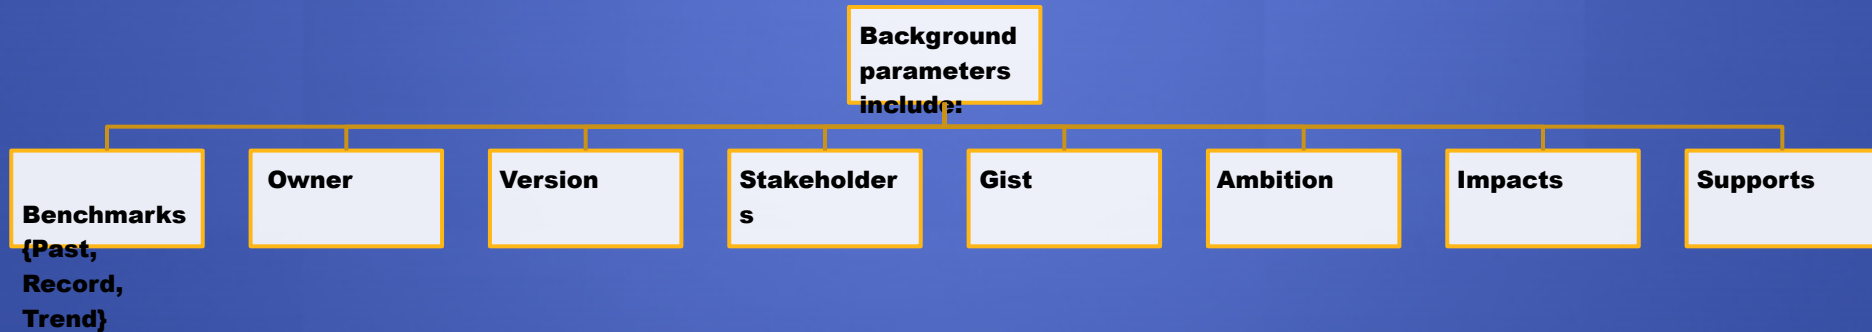 Background
parameters
include:
Benchmarks
{Past,
Record,
Trend}
Owner
Version
Stakeholder
s
Gist
Ambition
Impacts
Supports